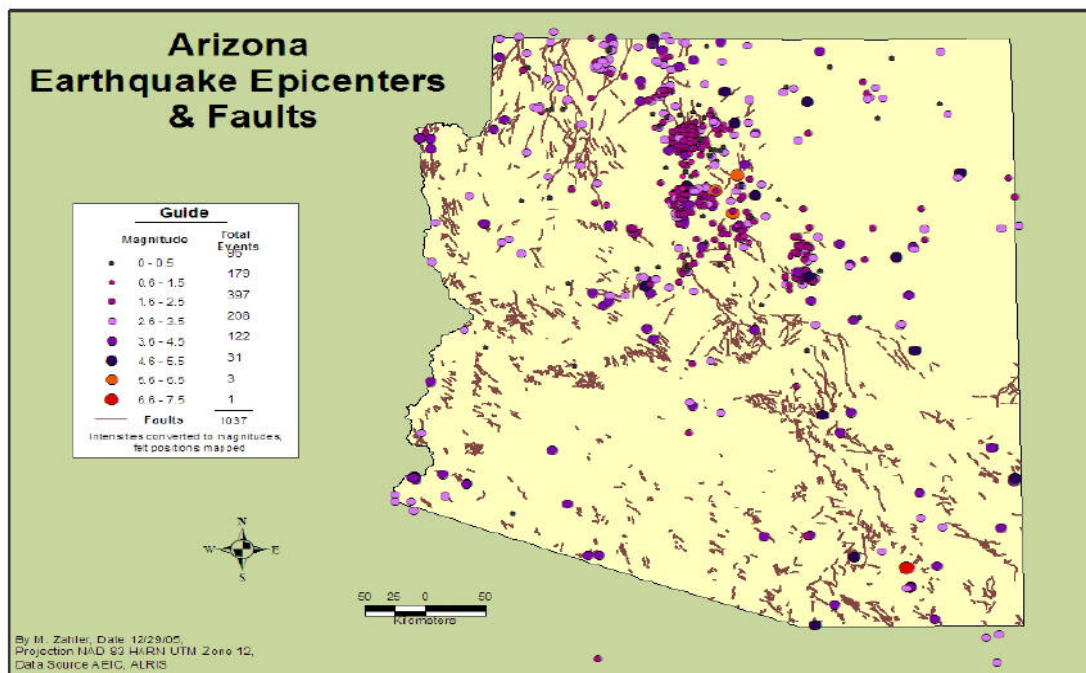 Arizona
Earthquake Epicenters
& Faults
Guide
Magnitude Total Events
0 - 0.5 95
0.6 - 1.5 179
1.6 - 2.5 397
2.6 - 3.5 208
3.6 - 4.5 122
4.6 - 5.5 31
5.6 - 6.5 3
6.6 - 7.5 1
Faults 1037
Intensities converted to magnitudes,
felt positions mapped
N
W E
S
50 25 0 50
Kilometers
By M. Zahler, Date 12/29/05,
Projection NAD 83 HARN UTM Zone 12,
Data Source AEIC, ALRIS